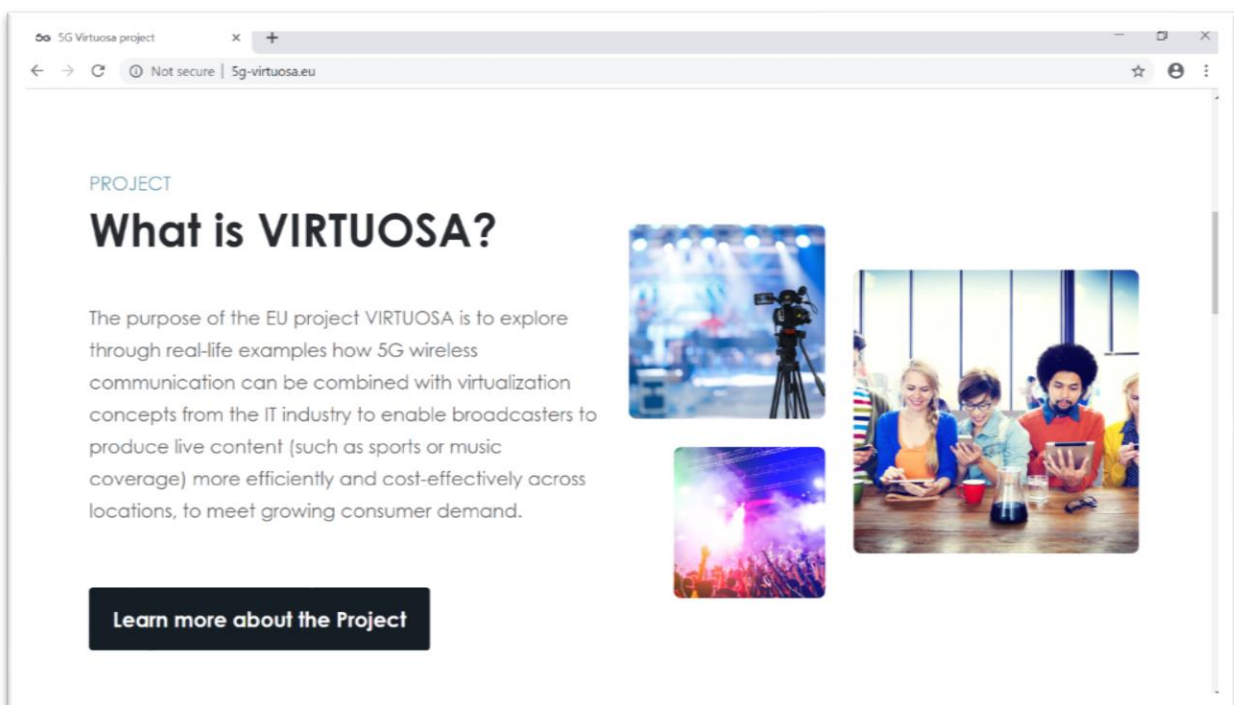 5G 5G Virtuosa project
Not secure | 5g-virtuosa.eu
PROJECT
What is VIRTUOSA?
The purpose of the EU project VIRTUOSA is to explore
through real-life examples how 5G wireless
communication can be combined with virtualization
concepts from the IT industry to enable broadcasters to
produce live content (such as sports or music
coverage) more efficiently and cost-effectively across
locations, to meet growing consumer demand.
Learn more about the Project